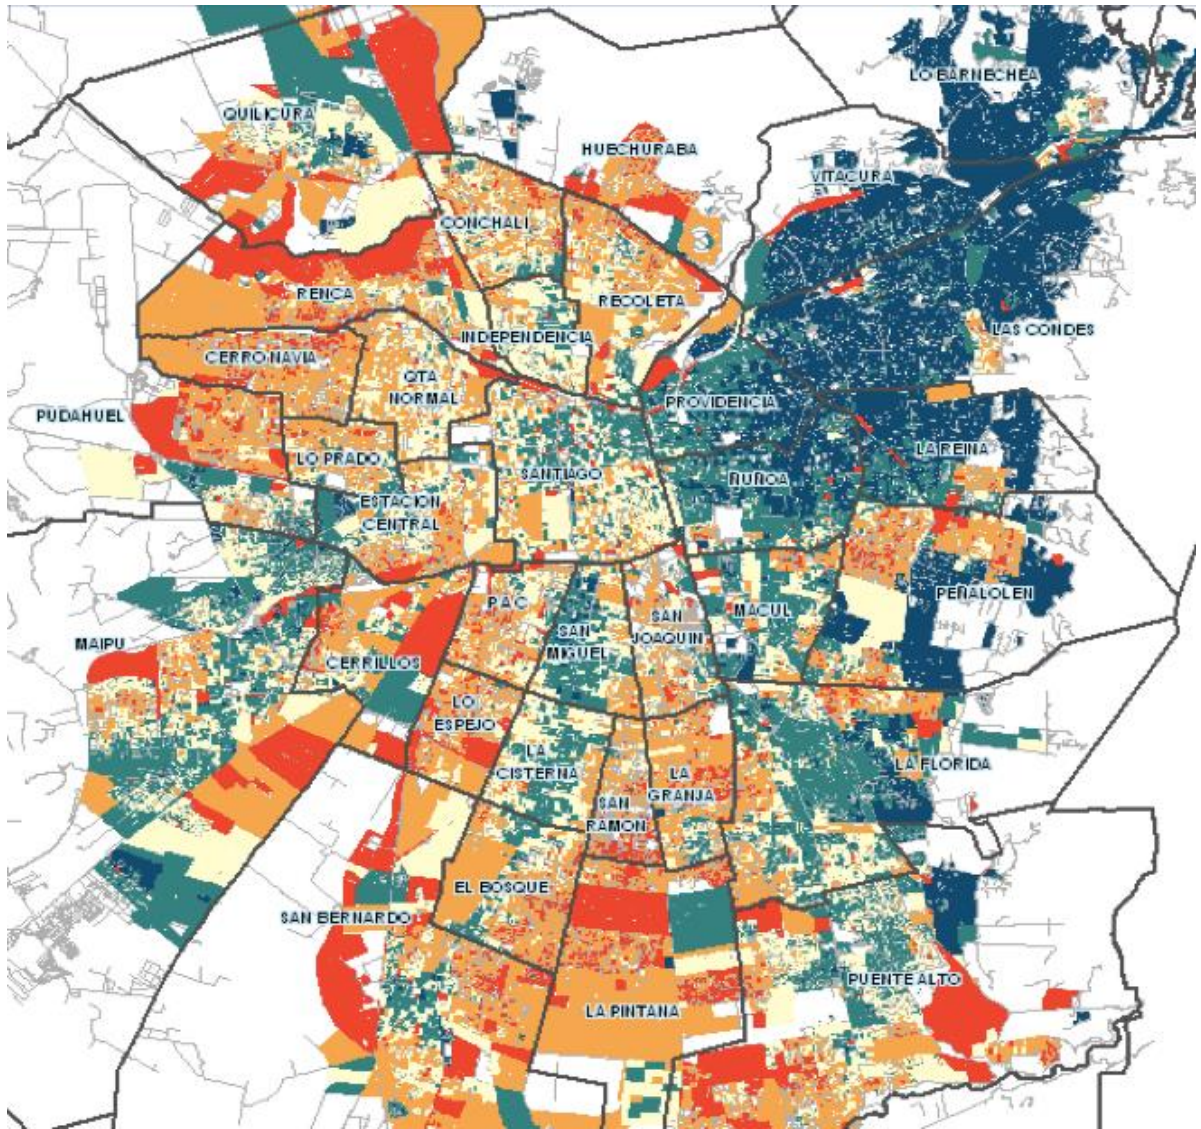 LO BARNECHEA
QUILICURA
HUECHURABA
VITACURA
CONCHALI
RENCA
RECOLETA
INDEPENDENCIA
LAS CONDES
CERRO NAVIA
QTA
NORMAL
PUDAHUEL
PROVIDENCIA
LO PRADO
LA REINA
SANTIAGO
ÑUÑOA
ESTACION
CENTRAL
PEÑALOLEN
PAC
SAN
MIGUEL
SAN
JOAQUIN
MACUL
MAIPU
CERRILLOS
LO
ESPEJO
LA
CISTERNA
LA FLORIDA
LA
GRANJA
SAN
RAMON
EL BOSQUE
SAN BERNARDO
PUENTE ALTO
LA PINTANA